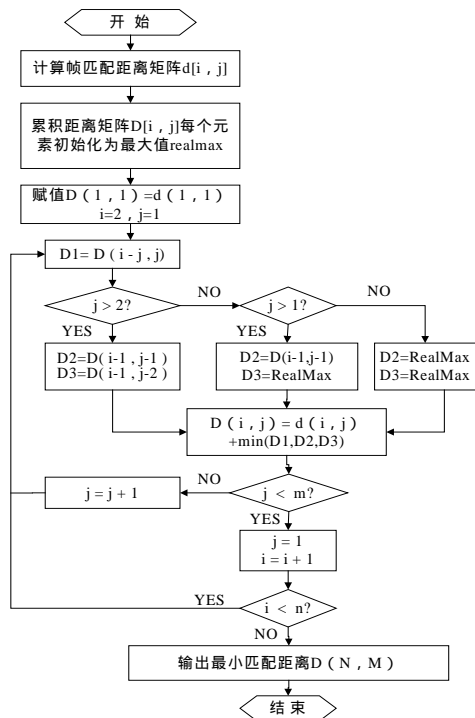 开 始
计算帧匹配距离矩阵d[i , j]
累积距离矩阵D[i , j]每个元
素初始化为最大值realmax
赋值D ( 1 , 1 ) =d ( 1 , 1 )
i=2 , j=1
D1= D ( i - j , j)
j > 2?
NO
j > 1?
NO
YES
YES
D2=D( i-1 , j-1 )
D3=D( i-1 , j-2 )
D2=D(i-1,j-1)
D3=RealMax
D2=RealMax
D3=RealMax
D ( i , j ) = d ( i , j )
+min(D1,D2,D3)
j = j + 1
NO
j < m?
YES
j = 1
i = i + 1
YES
i < n?
NO
输出最小匹配距离D ( N , M )
结 束